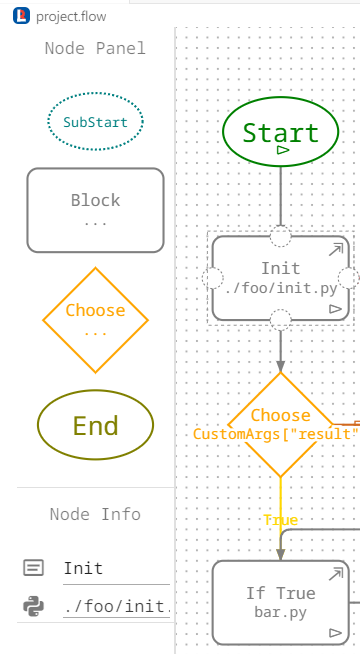 project.flow
Node Panel
SubStart
Block
...
Choose
...
End
Node Info
Init
./foo/init.
Start
Init
./foo/init.py
Choose
CustomArgs["result"
True
If True
bar.py